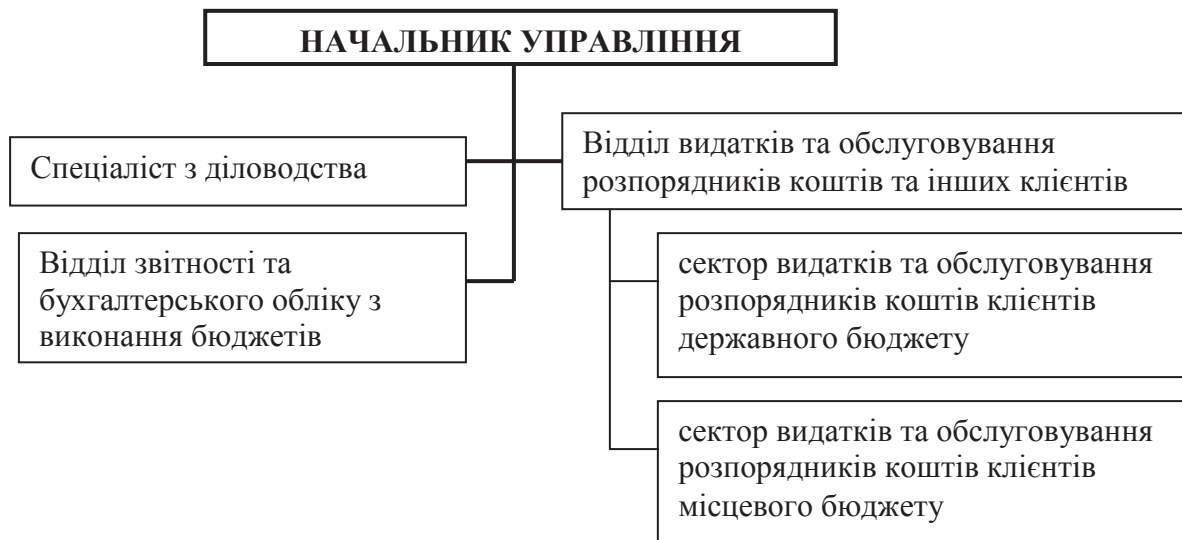 НАЧАЛЬНИК УПРАВЛІННЯ
Спеціаліст з діловодства
Відділ видатків та обслуговування
розпорядників коштів та інших клієнтів
Відділ звітності та
бухгалтерського обліку з
виконання бюджетів
сектор видатків та обслуговування
розпорядників коштів клієнтів
державного бюджету
сектор видатків та обслуговування
розпорядників коштів клієнтів
місцевого бюджету